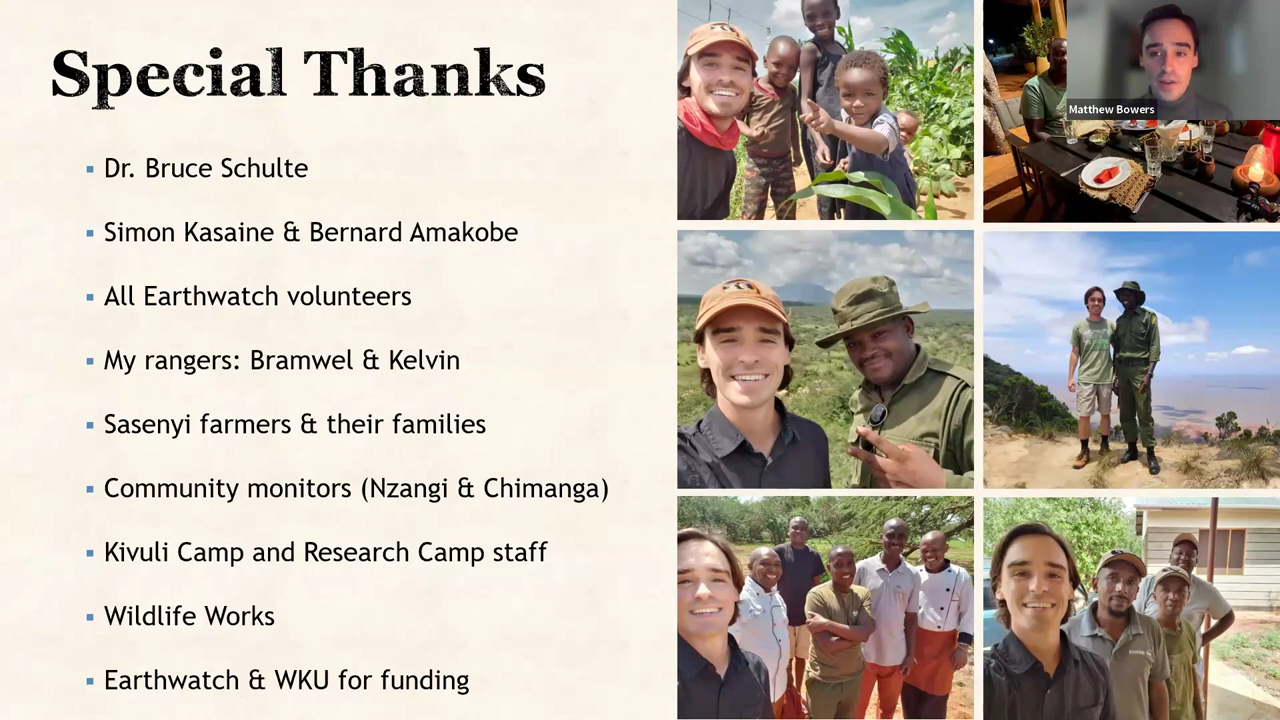 Special Thanks
Dr. Bruce Schulte
Simon Kasaine & Bernard Amakobe
All Earthwatch volunteers
My rangers: Bramwel & Kelvin
Sasenyi farmers & their families
Community monitors (Nzangi & Chimanga)
Kivuli Camp and Research Camp staff
Wildlife Works
Earthwatch & WKU for funding
Matthew Bowers